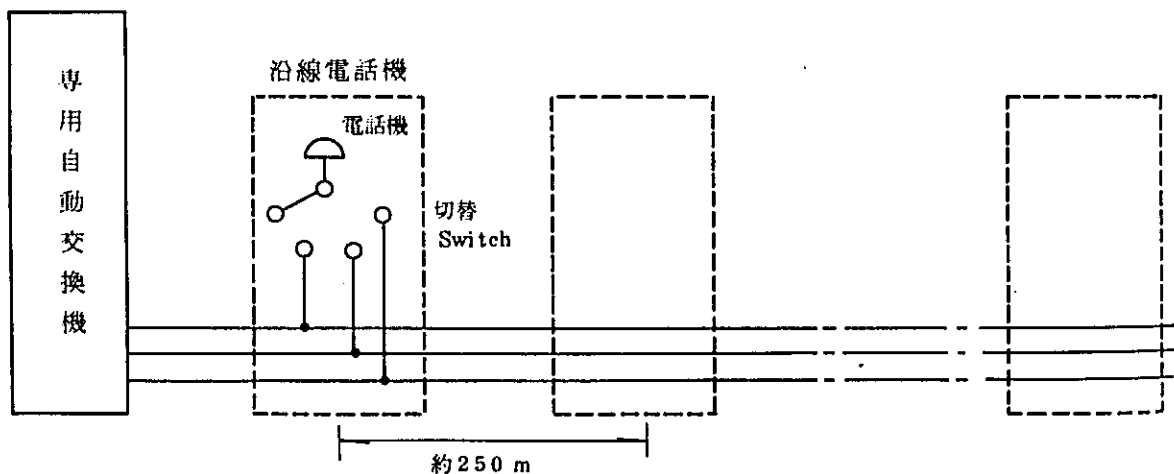 専用自動交換機
沿線電話機
電話機
切替
Switch
約250 m